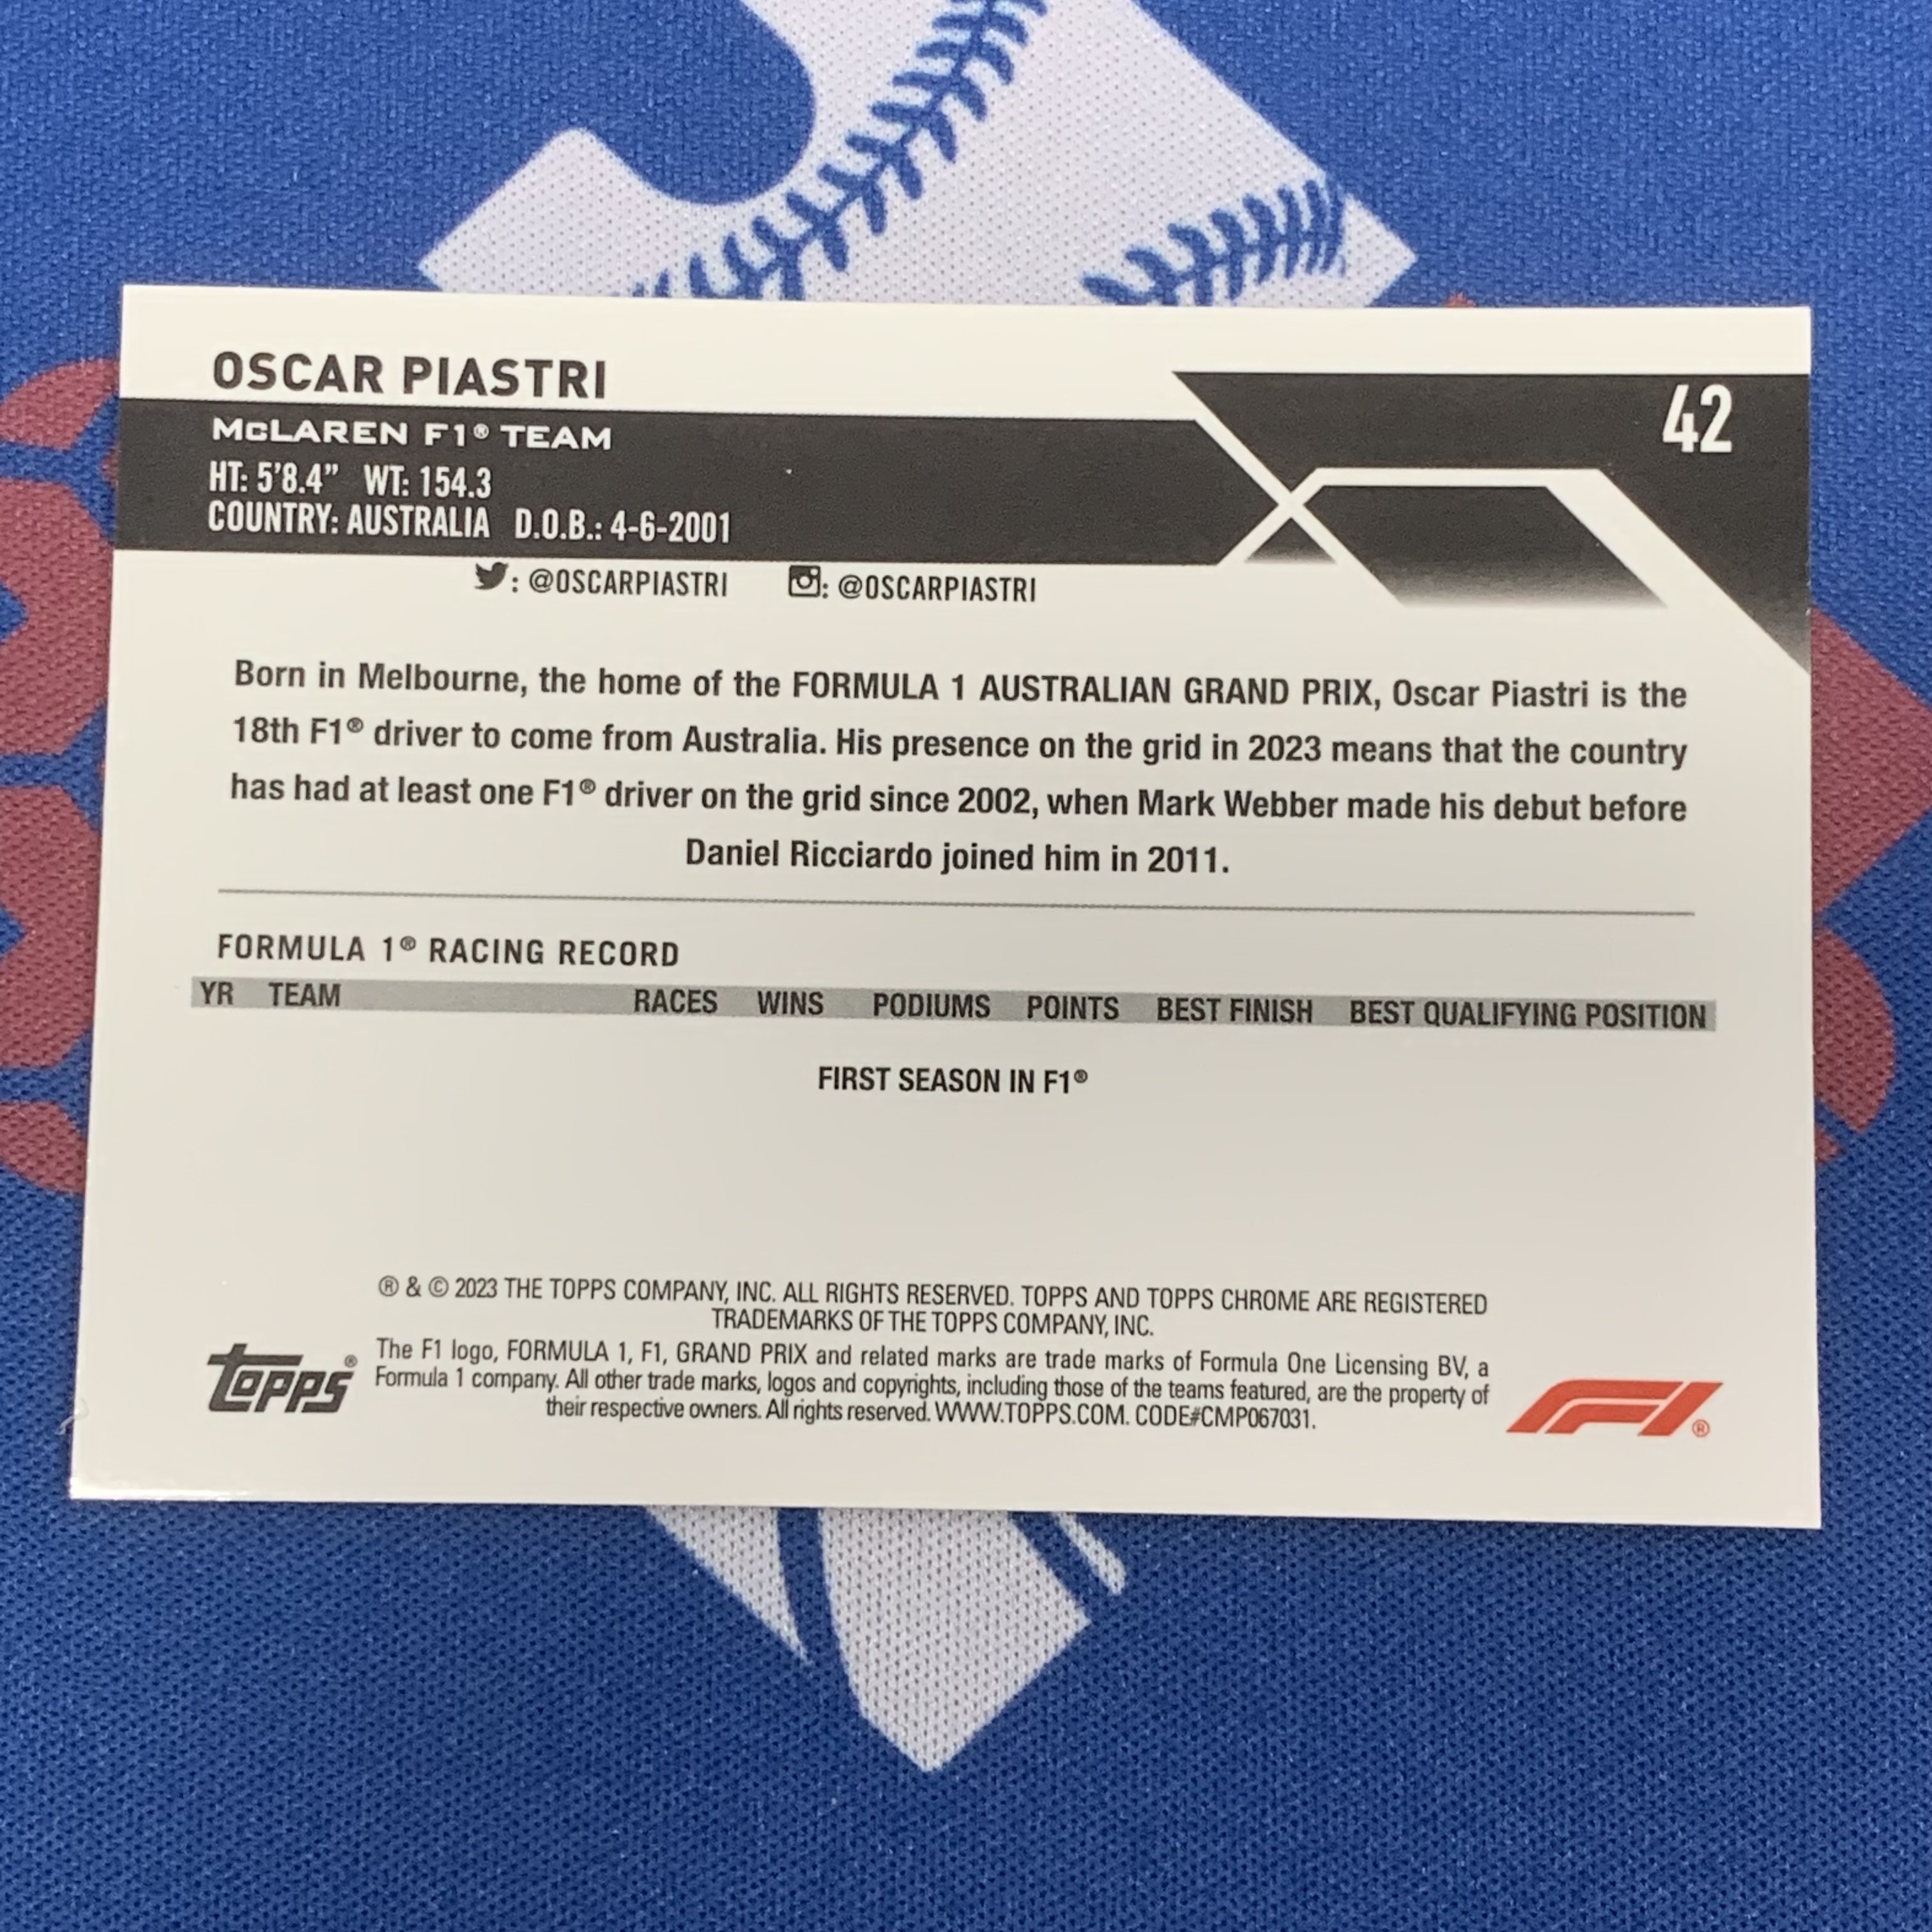 OSCAR PIASTRI
42
McLAREN F1® TEAM
HT: 5'8.4” WT: 154.3
COUNTRY: AUSTRALIA D.O.B.: 4-6-2001
: @OSCARPIASTRI : @OSCARPIASTRI
Born in Melbourne, the home of the FORMULA 1 AUSTRALIAN GRAND PRIX, Oscar Piastri is the
18th F1® driver to come from Australia. His presence on the grid in 2023 means that the country
has had at least one F1® driver on the grid since 2002, when Mark Webber made his debut before
Daniel Ricciardo joined him in 2011.
FORMULA 1® RACING RECORD
YR TEAM RACES WINS PODIUMS POINTS BEST FINISH BEST QUALIFYING POSITION
FIRST SEASON IN F1®
® & © 2023 THE TOPPS COMPANY, INC. ALL RIGHTS RESERVED. TOPPS AND TOPPS CHROME ARE REGISTERED
TRADEMARKS OF THE TOPPS COMPANY, INC.
The F1 logo, FORMULA 1, F1, GRAND PRIX and related marks are trade marks of Formula One Licensing BV, a
Formula 1 company. All other trade marks, logos and copyrights, including those of the teams featured, are the property of
their respective owners. All rights reserved. WWW.TOPPS.COM. CODE#CMP067031.
Topps®
F1®